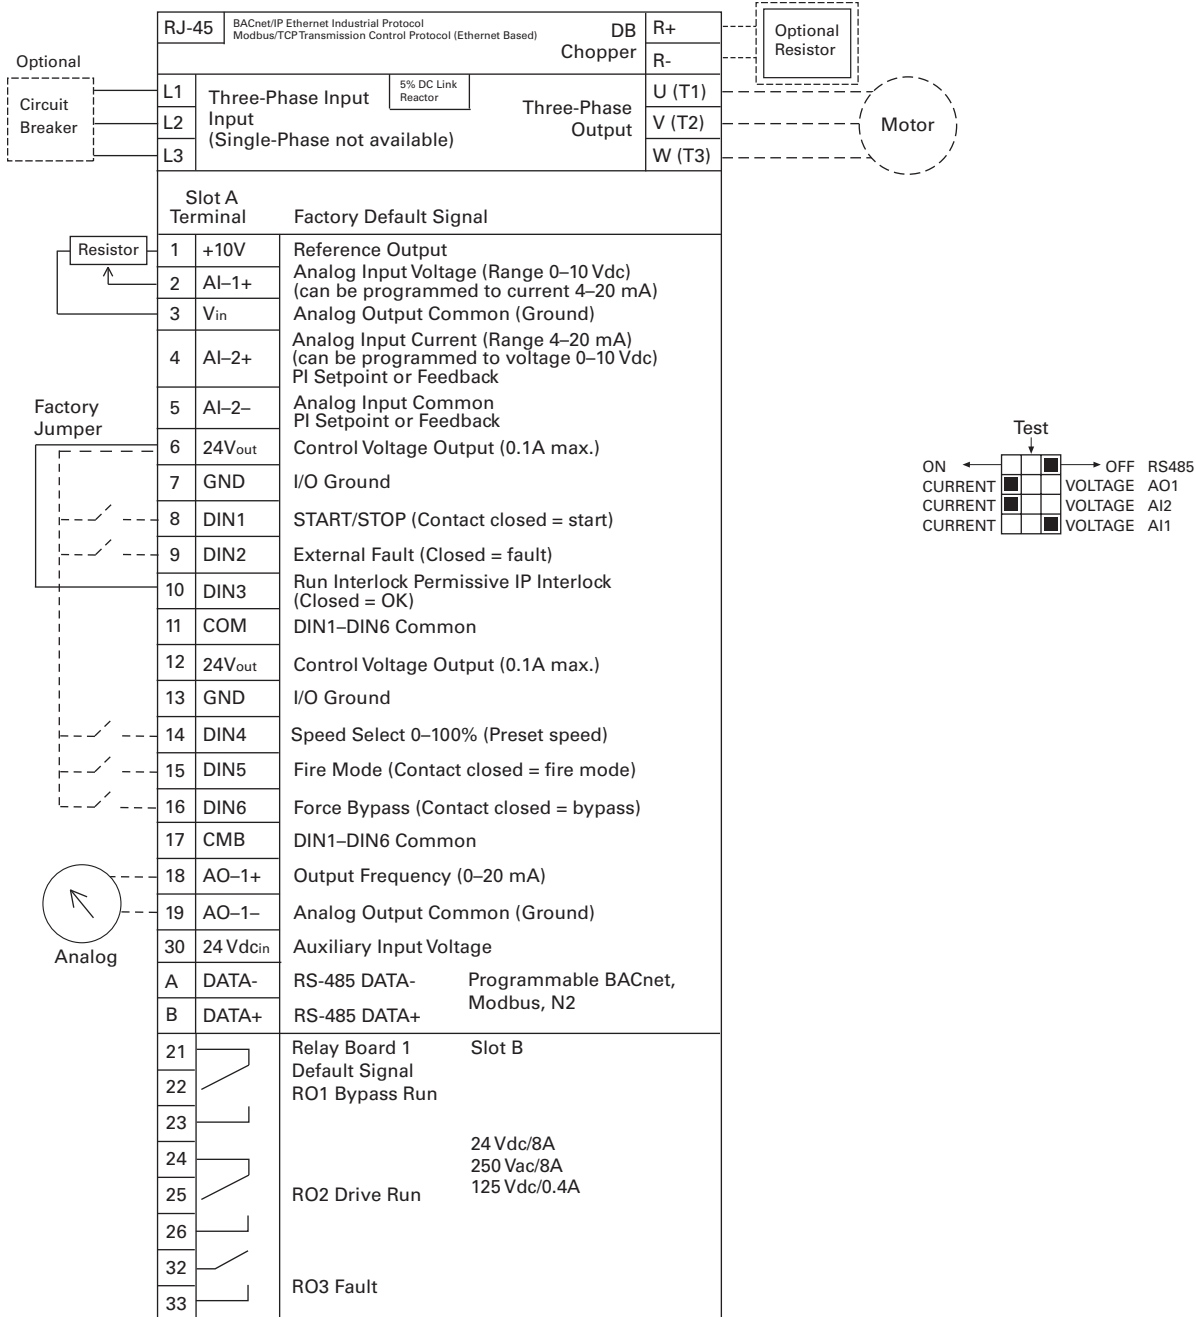 RJ-45
BACnet/IP Ethernet Industrial Protocol
Modbus/TCP Transmission Control Protocol (Ethernet Based)
DB
Chopper
R+
R-
Optional
Resistor
Optional
Circuit
Breaker
L1
L2
L3
Three-Phase Input
Input
(Single-Phase not available)
5% DC Link
Reactor
Three-Phase
Output
U (T1)
V (T2)
W (T3)
Motor
Slot A
Terminal
Factory Default Signal
Resistor
1 +10V Reference Output
2 AI–1+ Analog Input Voltage (Range 0–10 Vdc)
(can be programmed to current 4–20 mA)
3 Vin Analog Output Common (Ground)
4 AI–2+ Analog Input Current (Range 4–20 mA)
(can be programmed to voltage 0–10 Vdc)
PI Setpoint or Feedback
5 AI–2– Analog Input Common
PI Setpoint or Feedback
Factory
Jumper
6 24Vout Control Voltage Output (0.1A max.)
7 GND I/O Ground
8 DIN1 START/STOP (Contact closed = start)
9 DIN2 External Fault (Closed = fault)
10 DIN3 Run Interlock Permissive IP Interlock
(Closed = OK)
11 COM DIN1–DIN6 Common
12 24Vout Control Voltage Output (0.1A max.)
13 GND I/O Ground
14 DIN4 Speed Select 0–100% (Preset speed)
15 DIN5 Fire Mode (Contact closed = fire mode)
16 DIN6 Force Bypass (Contact closed = bypass)
17 CMB DIN1–DIN6 Common
18 AO–1+ Output Frequency (0–20 mA)
19 AO–1– Analog Output Common (Ground)
Analog
30 24 Vdcin Auxiliary Input Voltage
A DATA- RS-485 DATA-
B DATA+ RS-485 DATA+
Programmable BACnet,
Modbus, N2
21
22
23
24
25
26
32
33
Relay Board 1
Default Signal
RO1 Bypass Run
Slot B
24 Vdc/8A
250 Vac/8A
125 Vdc/0.4A
RO2 Drive Run
RO3 Fault
Test
ON OFF RS485
CURRENT VOLTAGE AO1
CURRENT VOLTAGE AI2
CURRENT VOLTAGE AI1